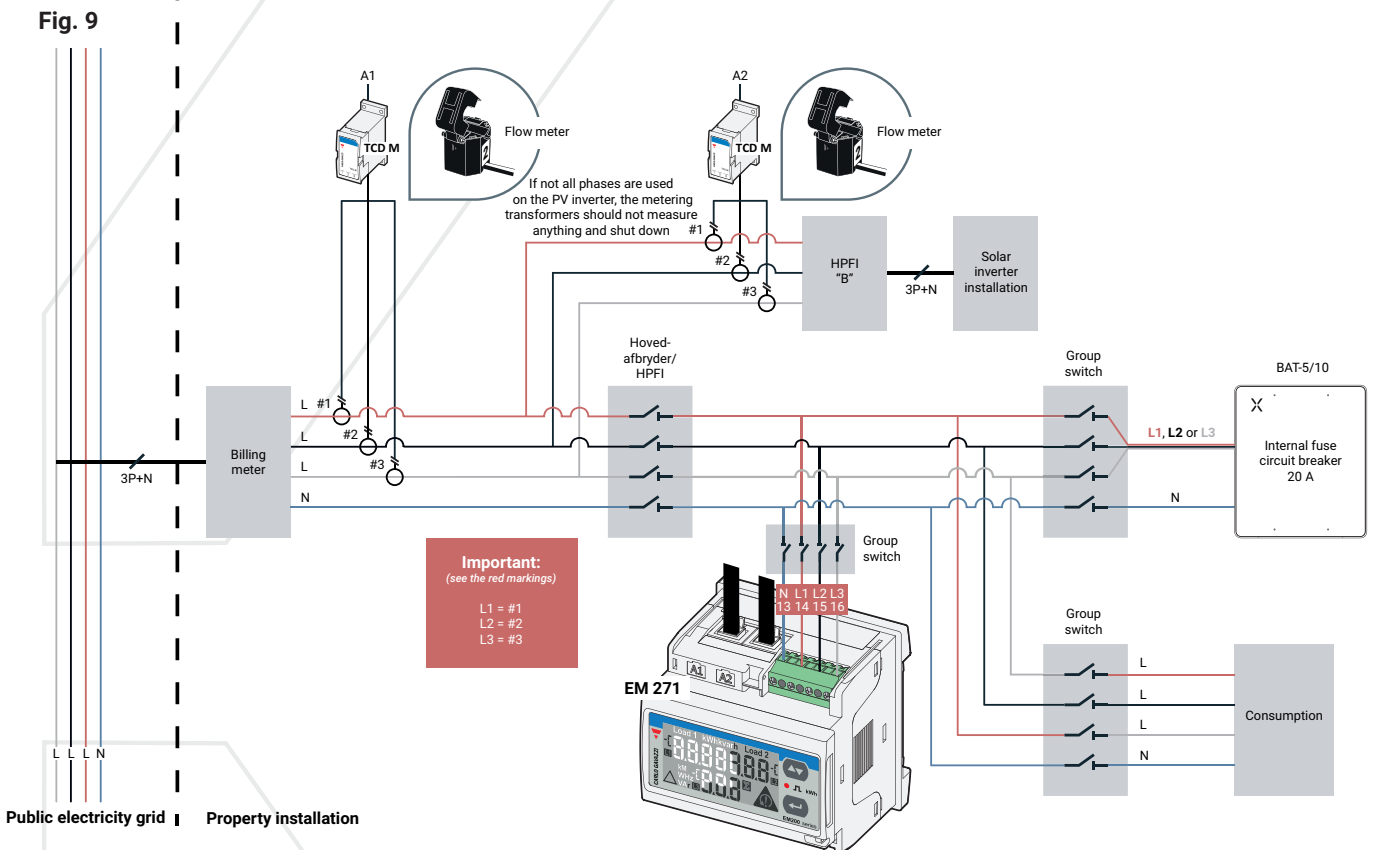 Fig. 9
A1
TCD M
Flow meter
A2
TCD M
Flow meter
If not all phases are used
on the PV inverter, the metering
transformers should not measure
anything and shut down
#1
#2
#3
HPFI
“B”
3P+N
Solar
inverter
installation
Hoved-
afbryder/
HPFI
Group
switch
BAT-5/10
L #1
L #2
L #3
N
Billing
meter
3P+N
L1, L2 or L3
N
Internal fuse
circuit breaker
20 A
Important:
(see the red markings)
L1 = #1
L2 = #2
L3 = #3
Group
switch
N L1 L2 L3
13 14 15 16
A1
A2
EM 271
Load 1 kWhkvarh Load 2
CARLO GAVAZZI
kWh
EM200 series
Group
switch
L
L
L
N
Consumption
L L L N
Public electricity grid
Property installation